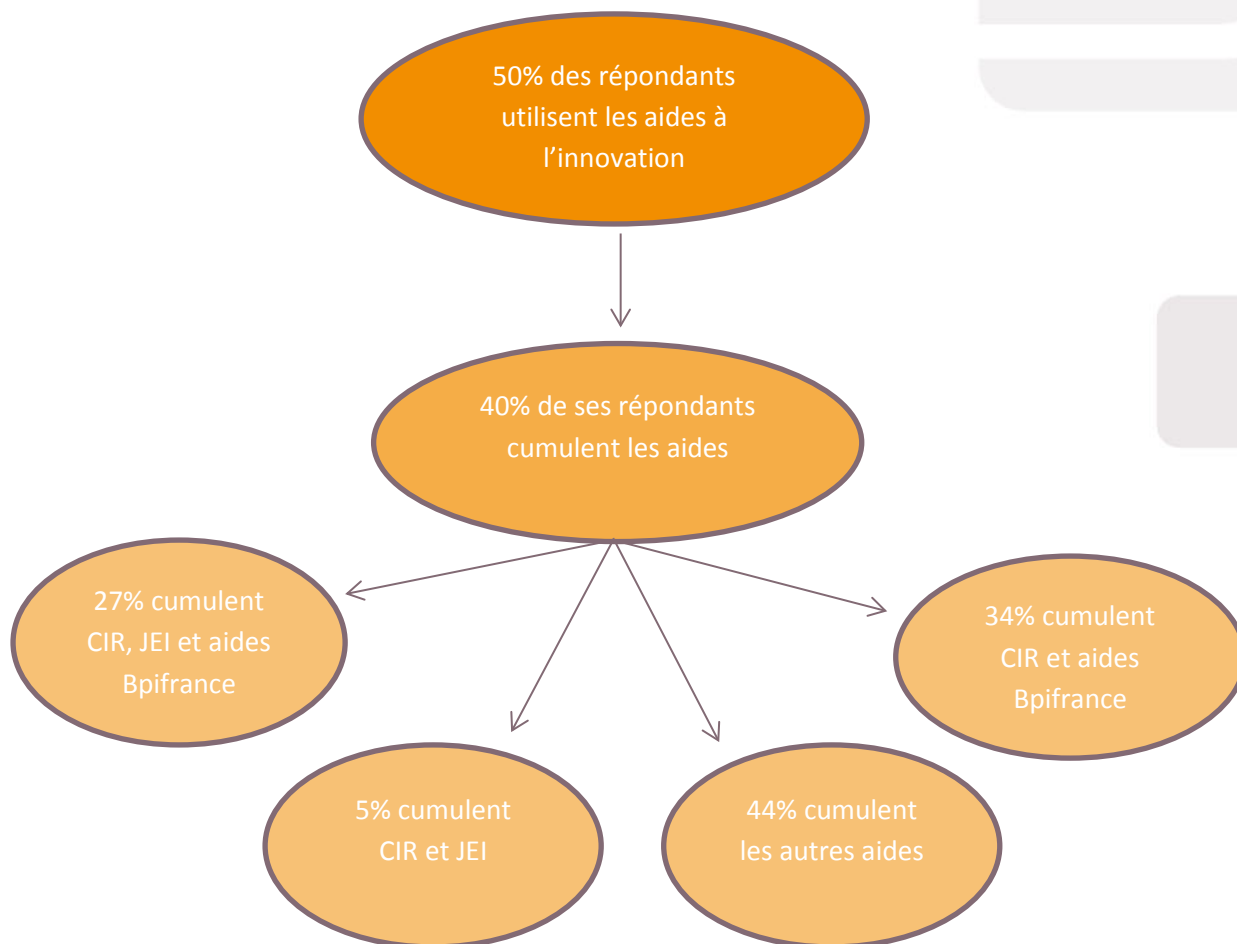 50% des répondants
utilisent les aides à
l’innovation
40% de ses répondants
cumulent les aides
27% cumulent
CIR, JEI et aides
Bpifrance
34% cumulent
CIR et aides
Bpifrance
5% cumulent
CIR et JEI
44% cumulent
les autres aides